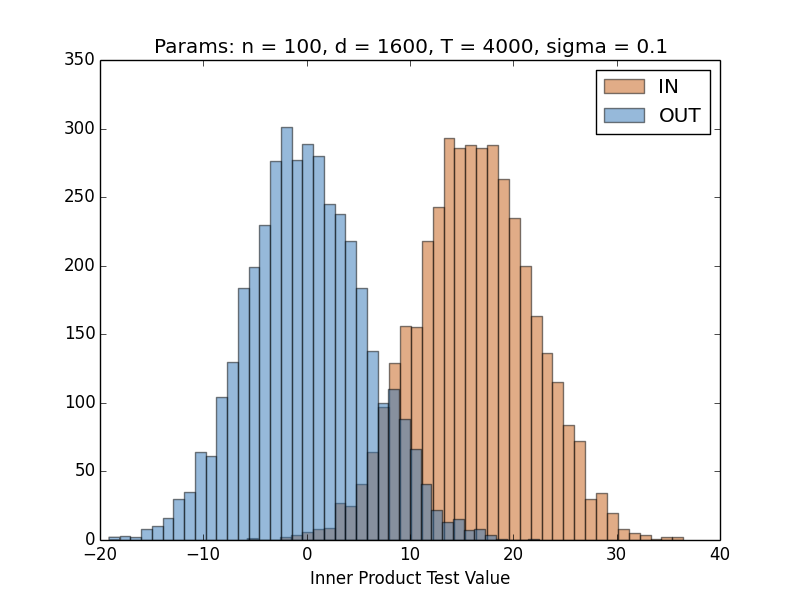 Params: n = 100, d = 1600, T = 4000, sigma = 0.1
350
300
250
200
150
100
50
0
IN
OUT
−20 −10 0 10 20 30 40
Inner Product Test Value